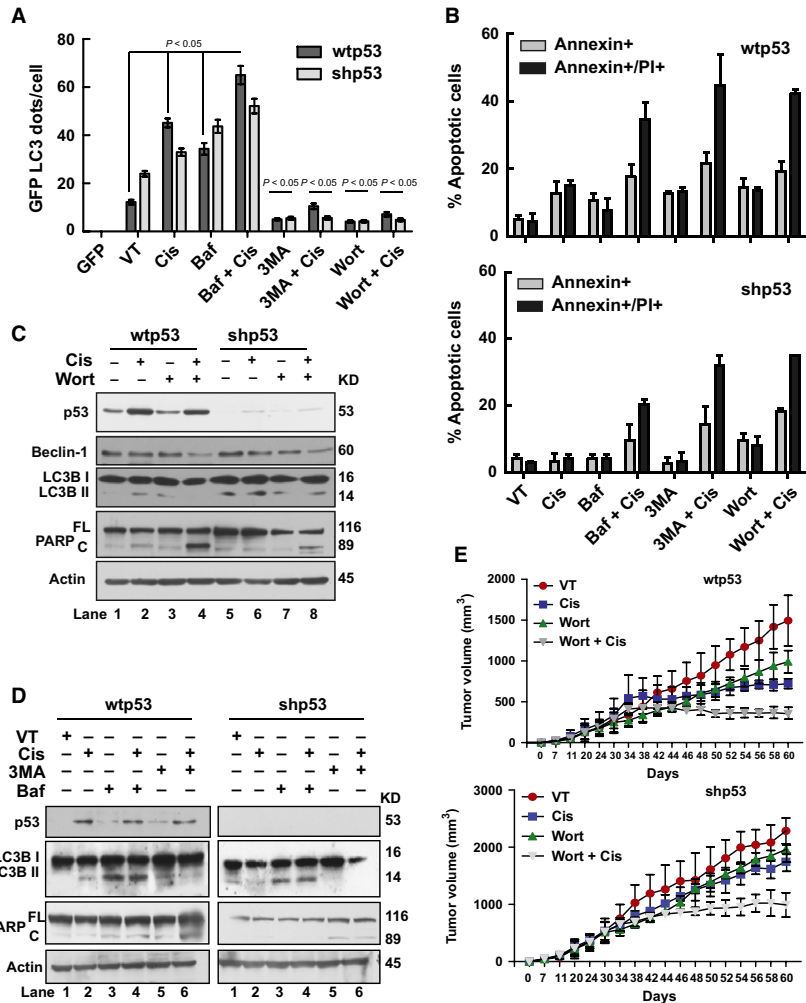 A
80
60
40
20
0
GFP LC3 dots/cell
P < 0.05
wtp53
shp53
P < 0.05 P < 0.05 P < 0.05 P < 0.05
GFP VT Cis Baf Baf + Cis 3MA 3MA + Cis Wort Wort + Cis
B
60
40
20
0
% Apoptotic cells
Annexin+
Annexin+/PI+
wtp53
60
40
20
0
% Apoptotic cells
Annexin+
Annexin+/PI+
shp53
VT Cis Baf Baf + Cis 3MA 3MA + Cis Wort Wort + Cis
C
wtp53 shp53
Cis – + – + – + – +
Wort – – + + – – + + KD
p53 53
Beclin-1 60
LC3B I 16
LC3B II 14
FL 116
PARP
C 89
Actin 45
Lane 1 2 3 4 5 6 7 8
D
wtp53 shp53
VT + – – – – – + – – – – –
Cis – + – + – + – + – + – +
3MA – – – – + + – – – – + +
Baf – – + + – – – – + + – –
KD
p53 53
LC3B I 16
C3B II 14
FL 116
PARP
C 89
Actin 45
Lane 1 2 3 4 5 6 1 2 3 4 5 6
E
wtp53
Tumor volume (mm3)
2000
1500
1000
500
0
VT
Cis
Wort
Wort + Cis
0 7 11 20 24 30 34 38 42 44 46 48 50 52 54 56 58 60
Days
shp53
Tumor volume (mm3)
3000
2000
1000
0
VT
Cis
Wort
Wort + Cis
0 7 11 20 24 30 34 38 42 44 46 48 50 52 54 56 58 60
Days